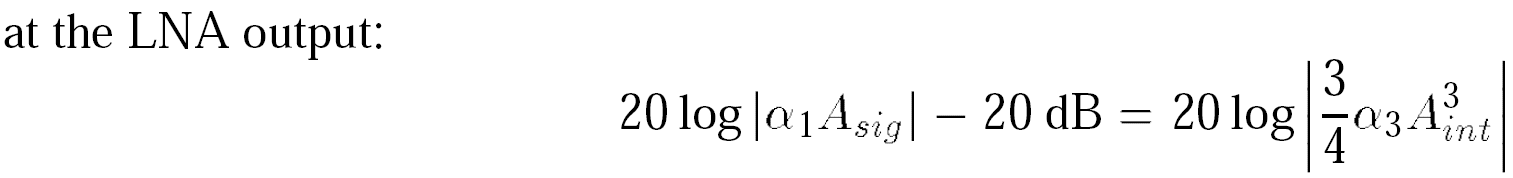 at the LNA output:
20 log |α₁A_sig| − 20 dB = 20 log |3/4 α₃A³_int|